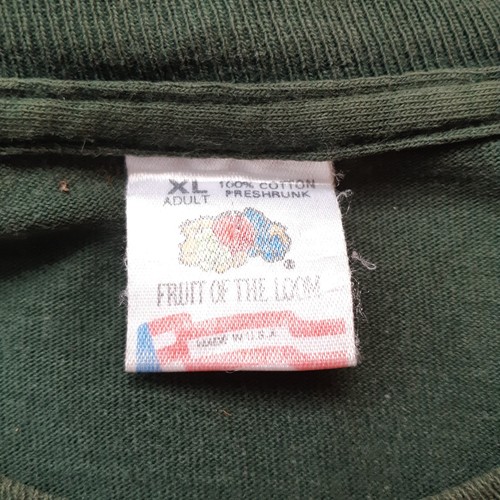 XL 100% COTTON
ADULT PRESHRUNK
®
FRUIT OF THE LOOM
MADE IN U.S.A.